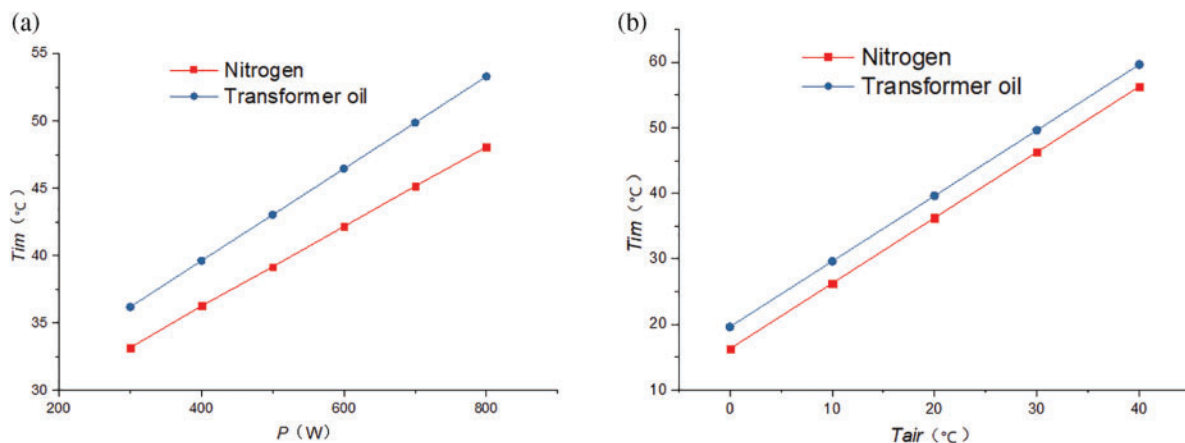 (a)
55
50
45
40
35
30
Tim（℃）
Nitrogen
Transformer oil
200 400 600 800
P（W）
(b)
60
50
40
30
20
10
Tim（℃）
Nitrogen
Transformer oil
0 10 20 30 40
Tair（℃）